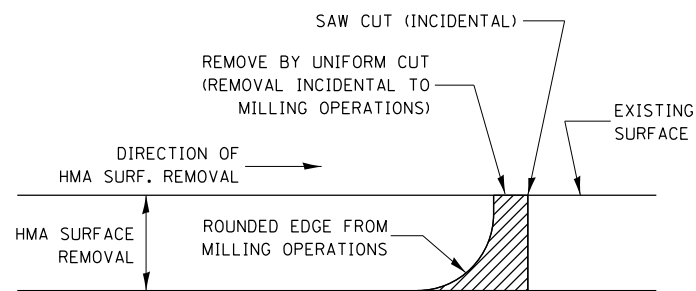 SAW CUT (INCIDENTAL)
REMOVE BY UNIFORM CUT
(REMOVAL INCIDENTAL TO
MILLING OPERATIONS)
EXISTING
SURFACE
DIRECTION OF
HMA SURF. REMOVAL
HMA SURFACE
REMOVAL
ROUNDED EDGE FROM
MILLING OPERATIONS